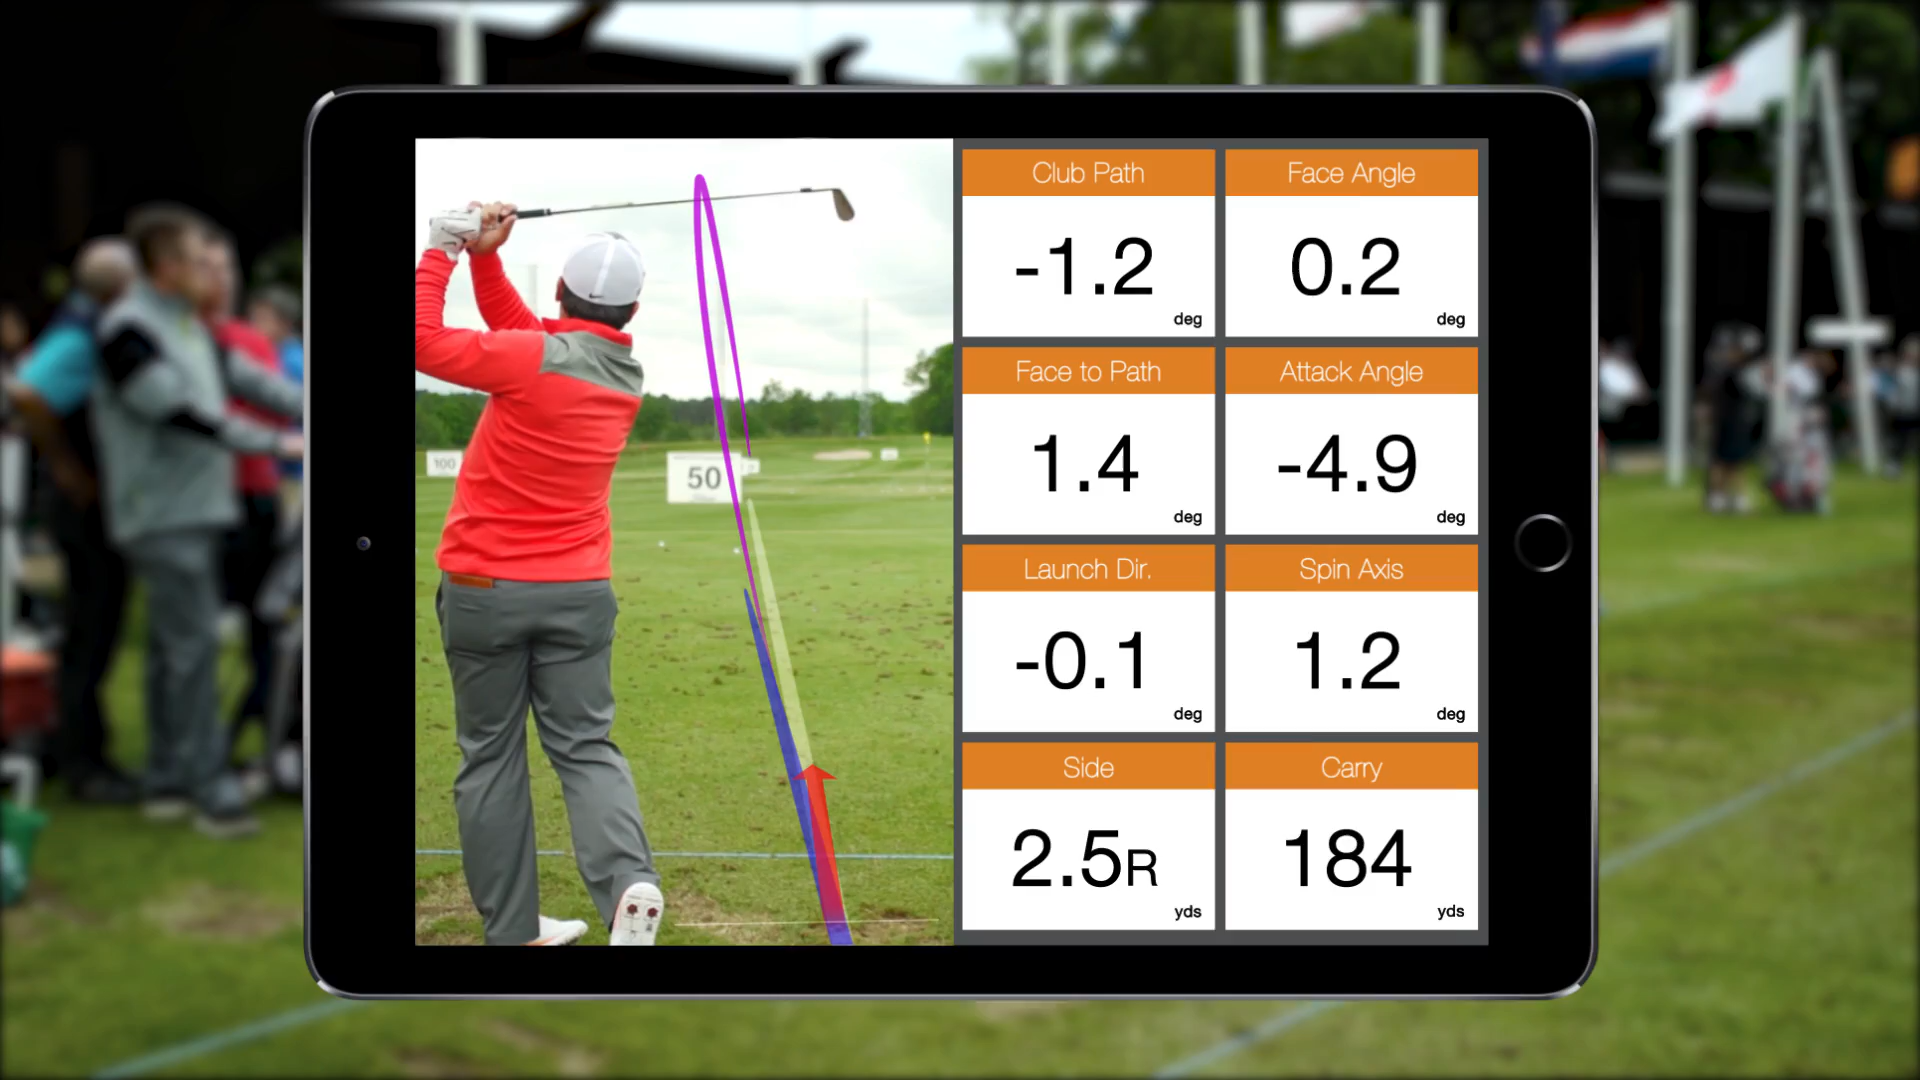 100
50
Club Path
-1.2
deg
Face Angle
0.2
deg
Face to Path
1.4
deg
Attack Angle
-4.9
deg
Launch Dir.
-0.1
deg
Spin Axis
1.2
deg
Side
2.5R
yds
Carry
184
yds